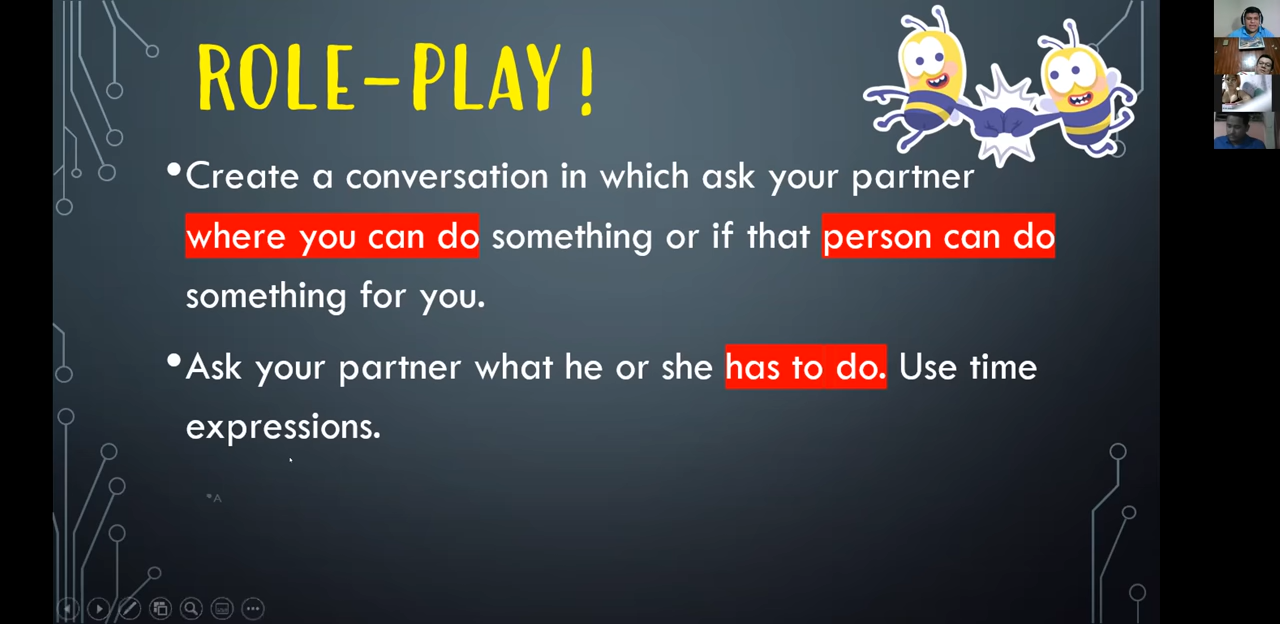 ROLE-PLAY!
•Create a conversation in which ask your partner
where you can do something or if that person can do
something for you.
•Ask your partner what he or she has to do. Use time
expressions.
•A